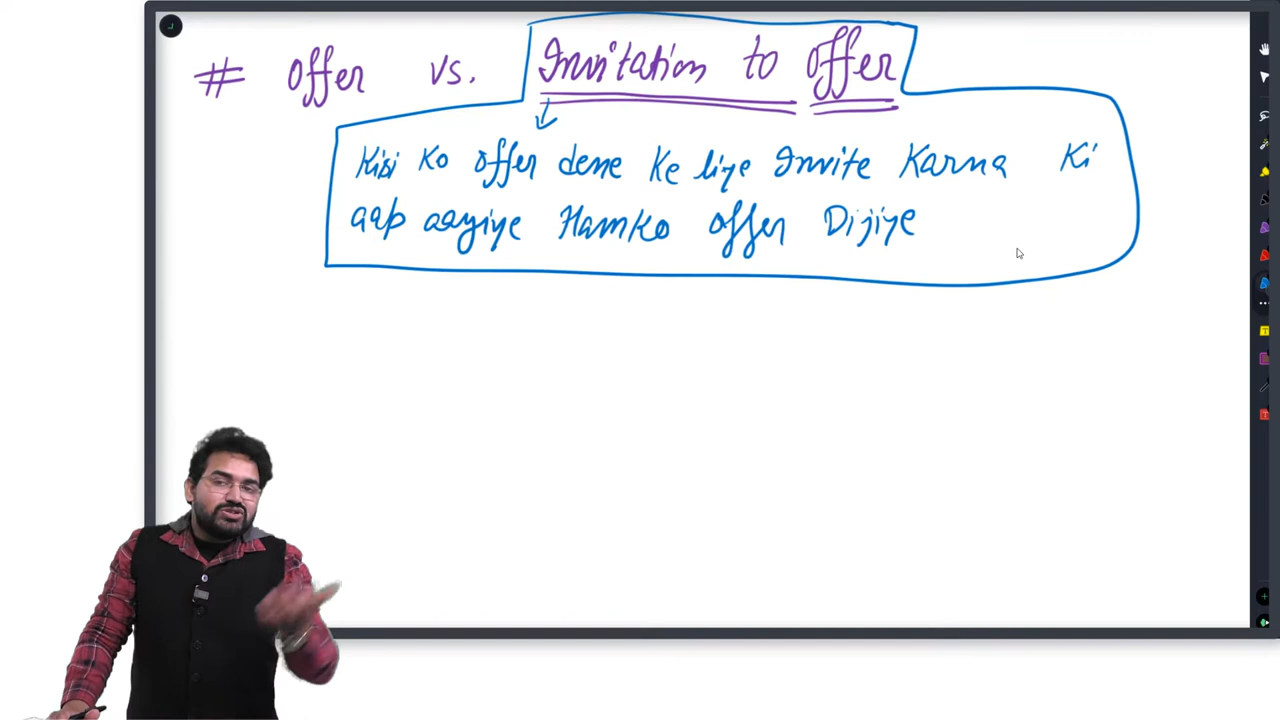 # Offer vs. Invitation to offer
Kisi Ko offer dene Ke liye Invite Karna Ki
aap aayiye Hamko offer Dijiye